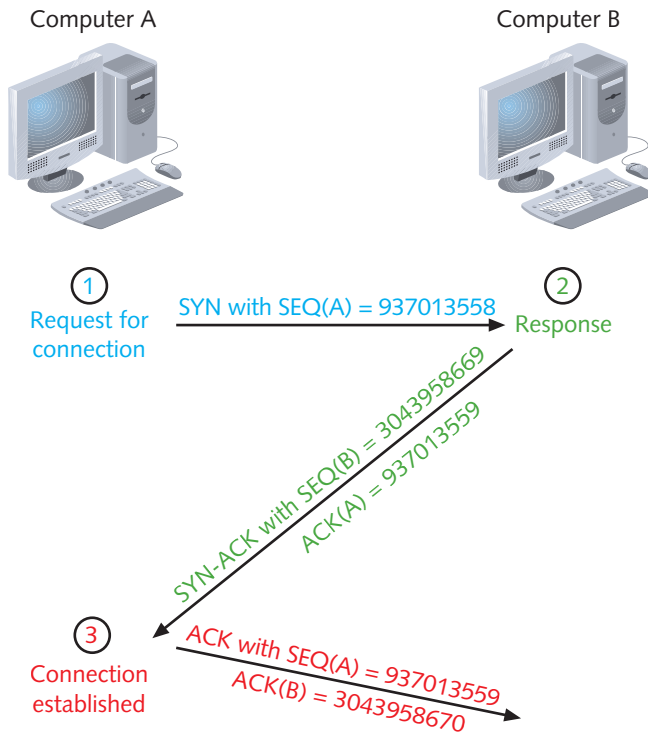 Computer A
Computer B
1
Request for
connection
SYN with SEQ(A) = 937013558
2
Response
SYN-ACK with SEQ(B) = 3043958669
ACK(A) = 937013559
3
Connection
established
ACK with SEQ(A) = 937013559
ACK(B) = 3043958670